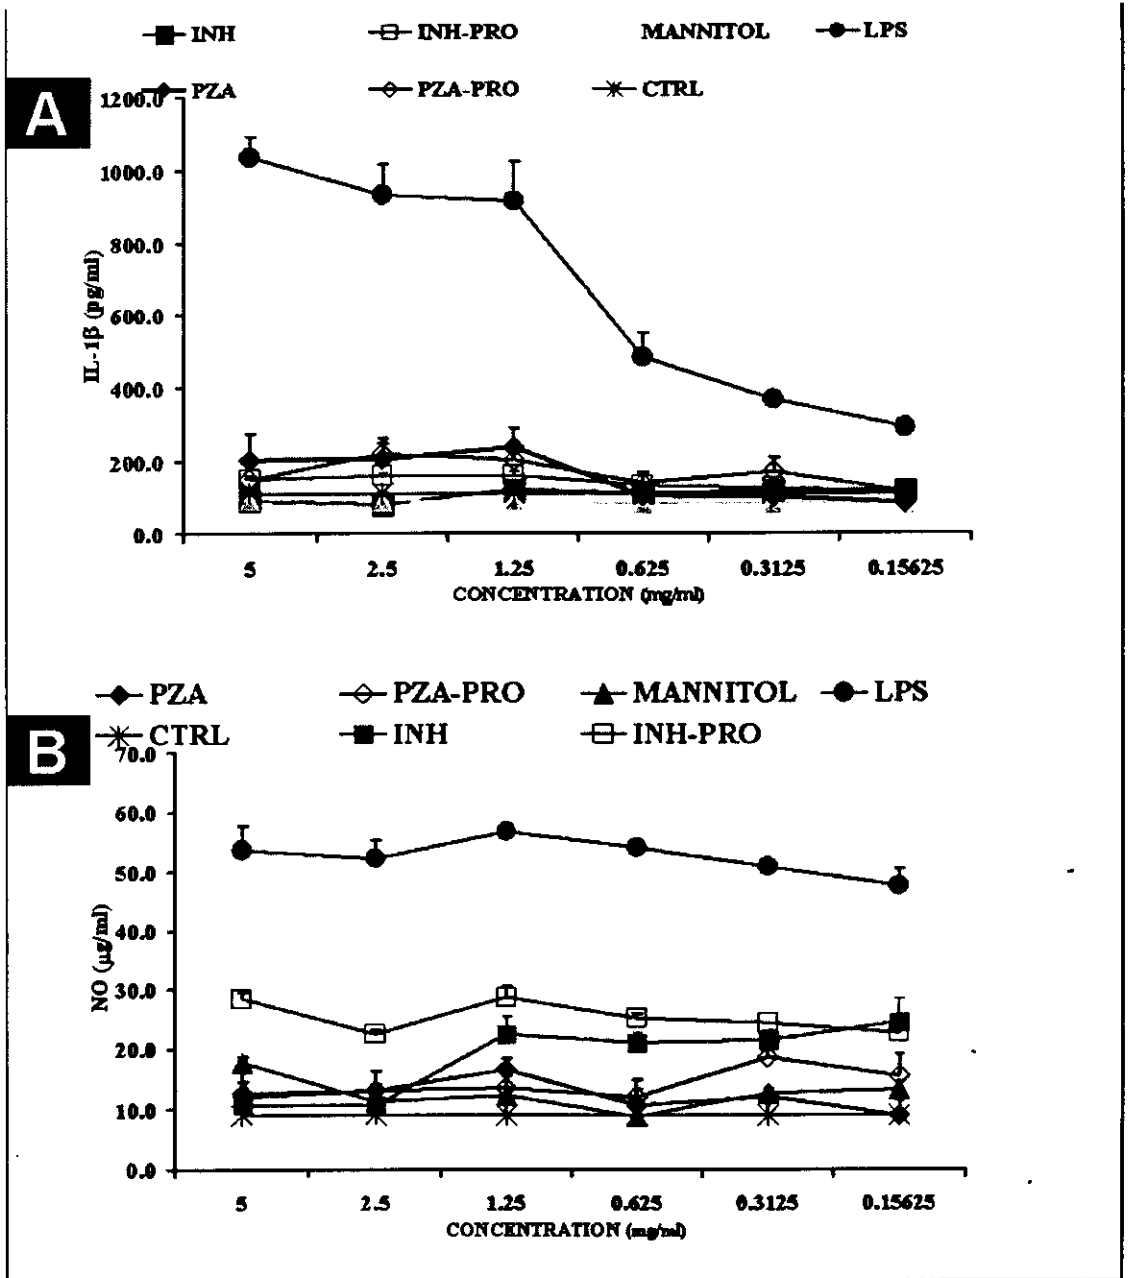 INH INH-PRO MANNITOL LPS
PZA PZA-PRO CTRL
A
1200.0
1000.0
800.0
600.0
400.0
200.0
0.0
IL-1β (pg/ml)
5 2.5 1.25 0.625 0.3125 0.15625
CONCENTRATION (mg/ml)
PZA PZA-PRO MANNITOL LPS
CTRL INH INH-PRO
B
70.0
60.0
50.0
40.0
30.0
20.0
10.0
0.0
NO (µg/ml)
5 2.5 1.25 0.625 0.3125 0.15625
CONCENTRATION (mg/ml)